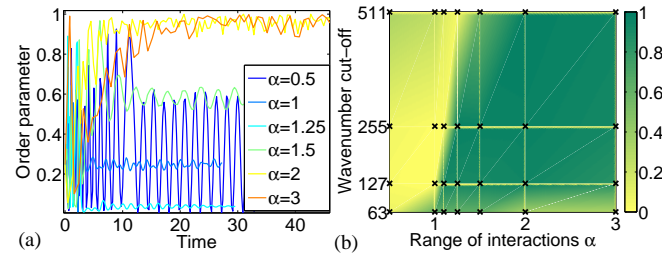 Order parameter
1
0.8
0.6
0.4
0.2
0
10
20
30
40
Time
(a)
α=0.5
α=1
α=1.25
α=1.5
α=2
α=3
Wavenumber cut-off
511
255
127
63
1
2
3
Range of interactions α
(b)
1
0.8
0.6
0.4
0.2
0